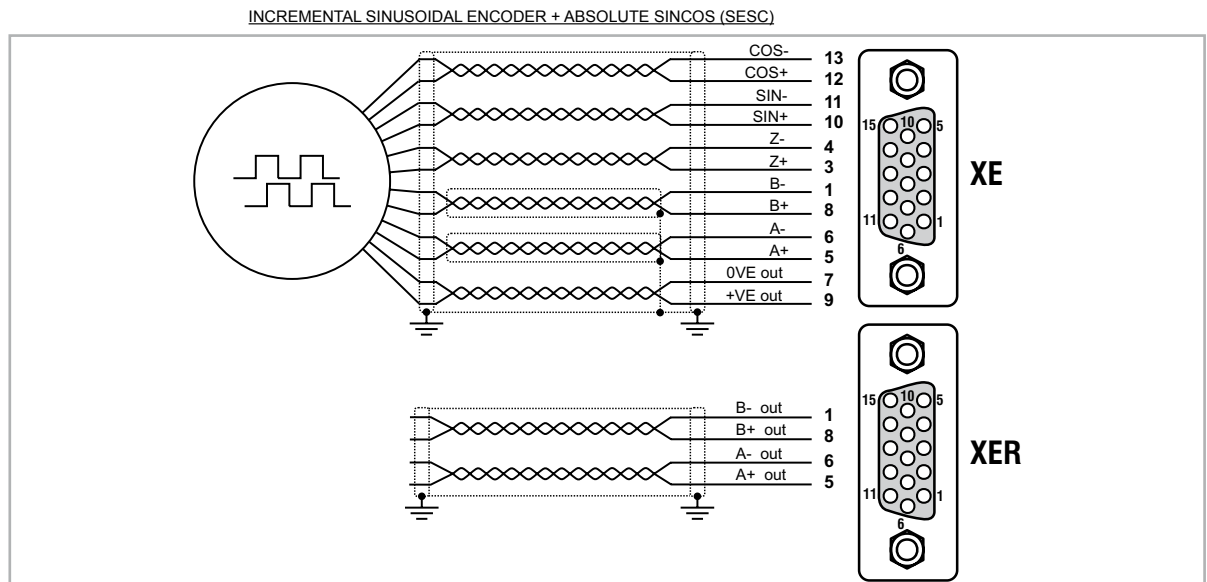 INCREMENTAL SINUSOIDAL ENCODER + ABSOLUTE SINCOS (SESC)
COS- 13
COS+ 12
SIN- 11
SIN+ 10
Z- 4
Z+ 3
B- 1
B+ 8
A- 6
A+ 5
0VE out 7
+VE out 9
15 10 5
11 1
6
XE
B- out 1
B+ out 8
A- out 6
A+ out 5
15 10 5
11 1
6
XER